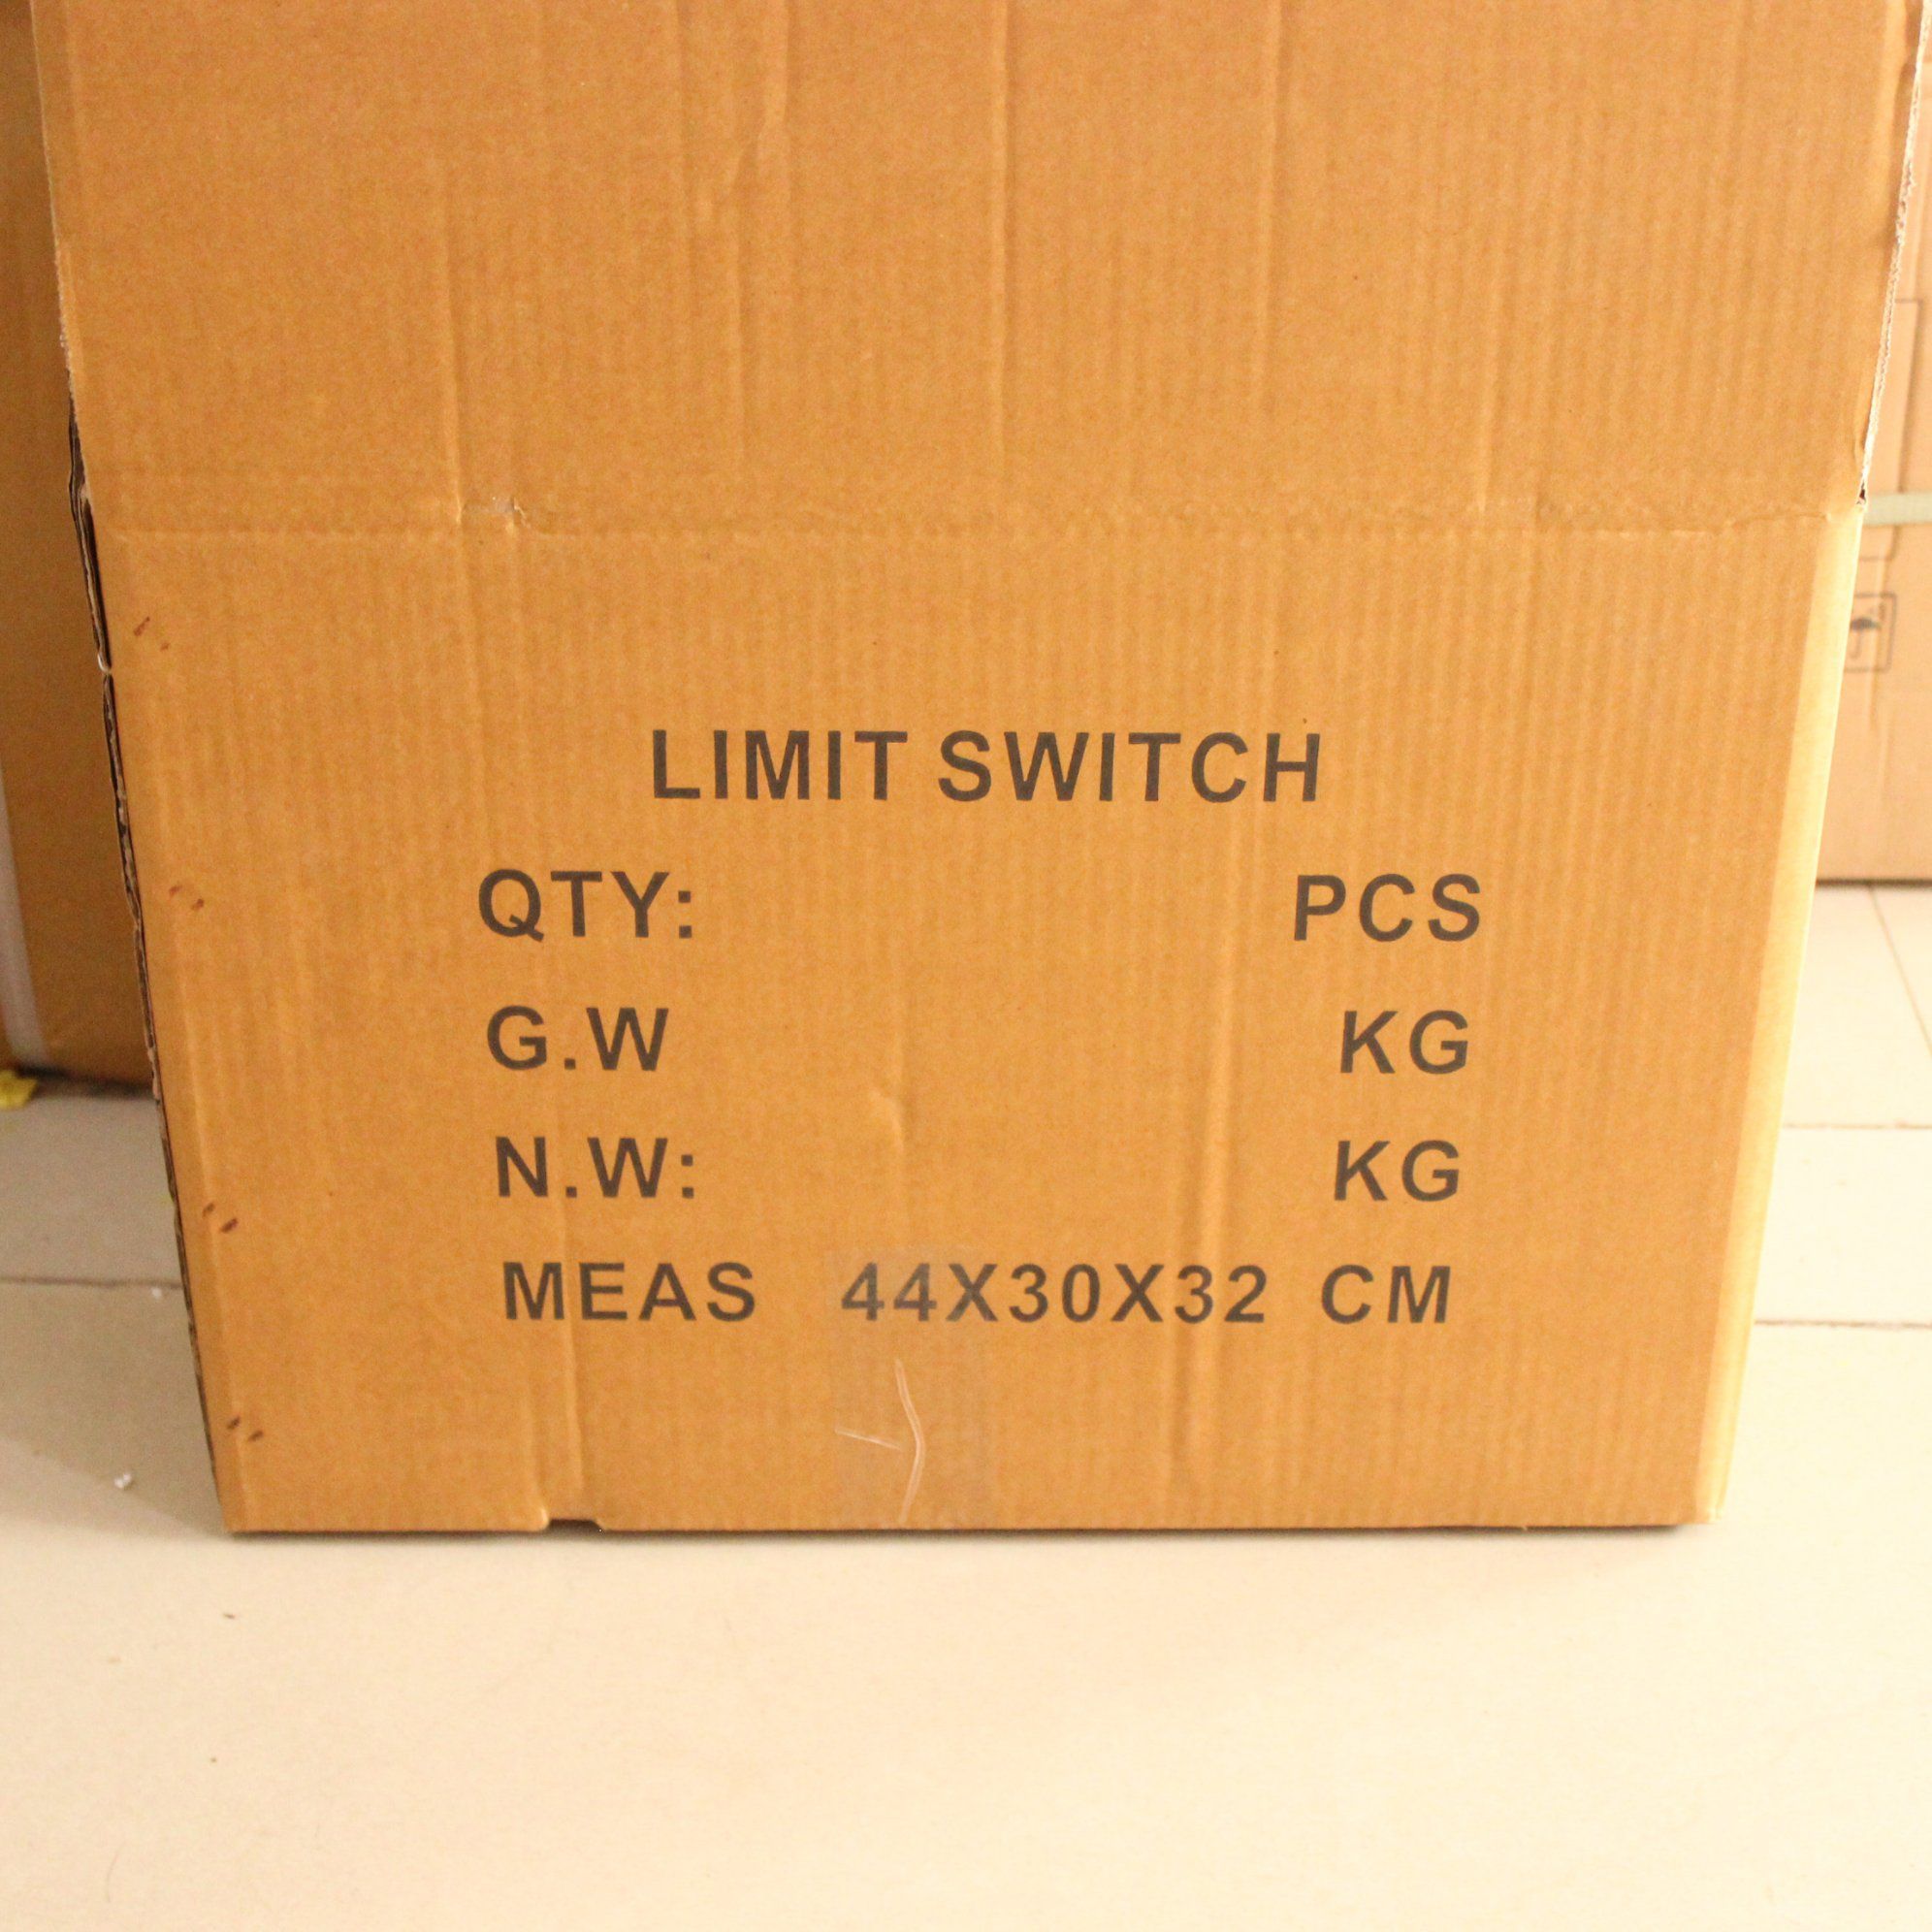 LIMIT SWITCH
QTY: PCS
G.W KG
N.W: KG
MEAS 44X30X32 CM